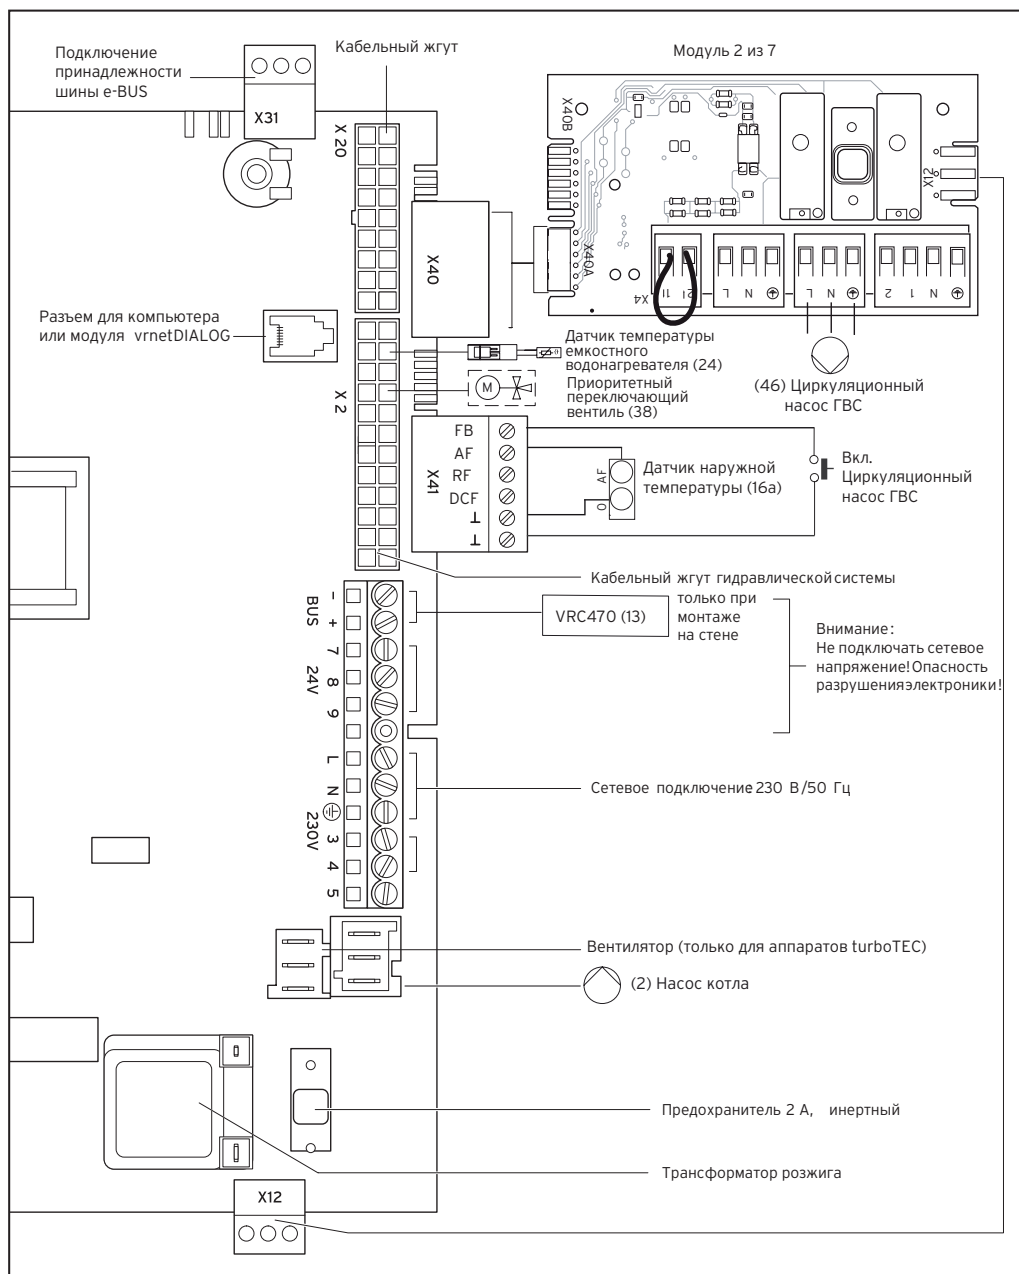 Подключение
принадлежности
шины e-BUS
Кабельный жгут
Модуль 2 из 7
X31
X 20
X40B
X12
X40
X40A
X4
1
2
L
N
L
N
2
1
N
Разъем для компьютера
или модуля vrnetDIALOG
Датчик температуры
емкостного
водонагревателя (24)
Приоритетный
переключающий
вентиль (38)
M
X 2
(46) Циркуляционный
насос ГВС
FB
AF
RF
DCF
X41
AF
O
Датчик наружной
температуры (16a)
Вкл.
Циркуляционный
насос ГВС
Кабельный жгут гидравлической системы
VRC470 (13)
только при
монтаже
на стене
Внимание:
Не подключать сетевое
напряжение! Опасность
разрушения электроники!
BUS
–
+
24V
7
8
9
L
N
230V
3
4
5
Сетевое подключение 230 В/50 Гц
Вентилятор (только для аппаратов turboTEC)
(2) Насос котла
Предохранитель 2 А, инертный
Трансформатор розжига
X12